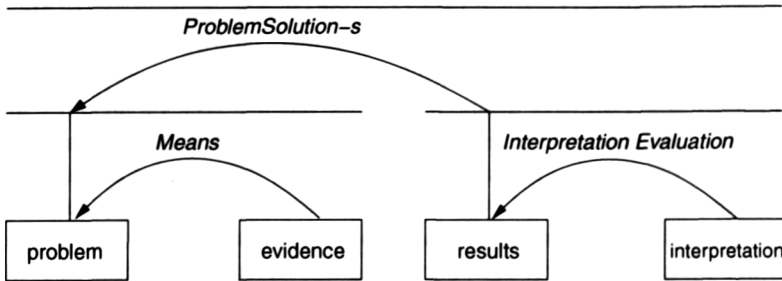 ProblemSolution-s
Means
Interpretation Evaluation
problem
evidence
results
interpretation